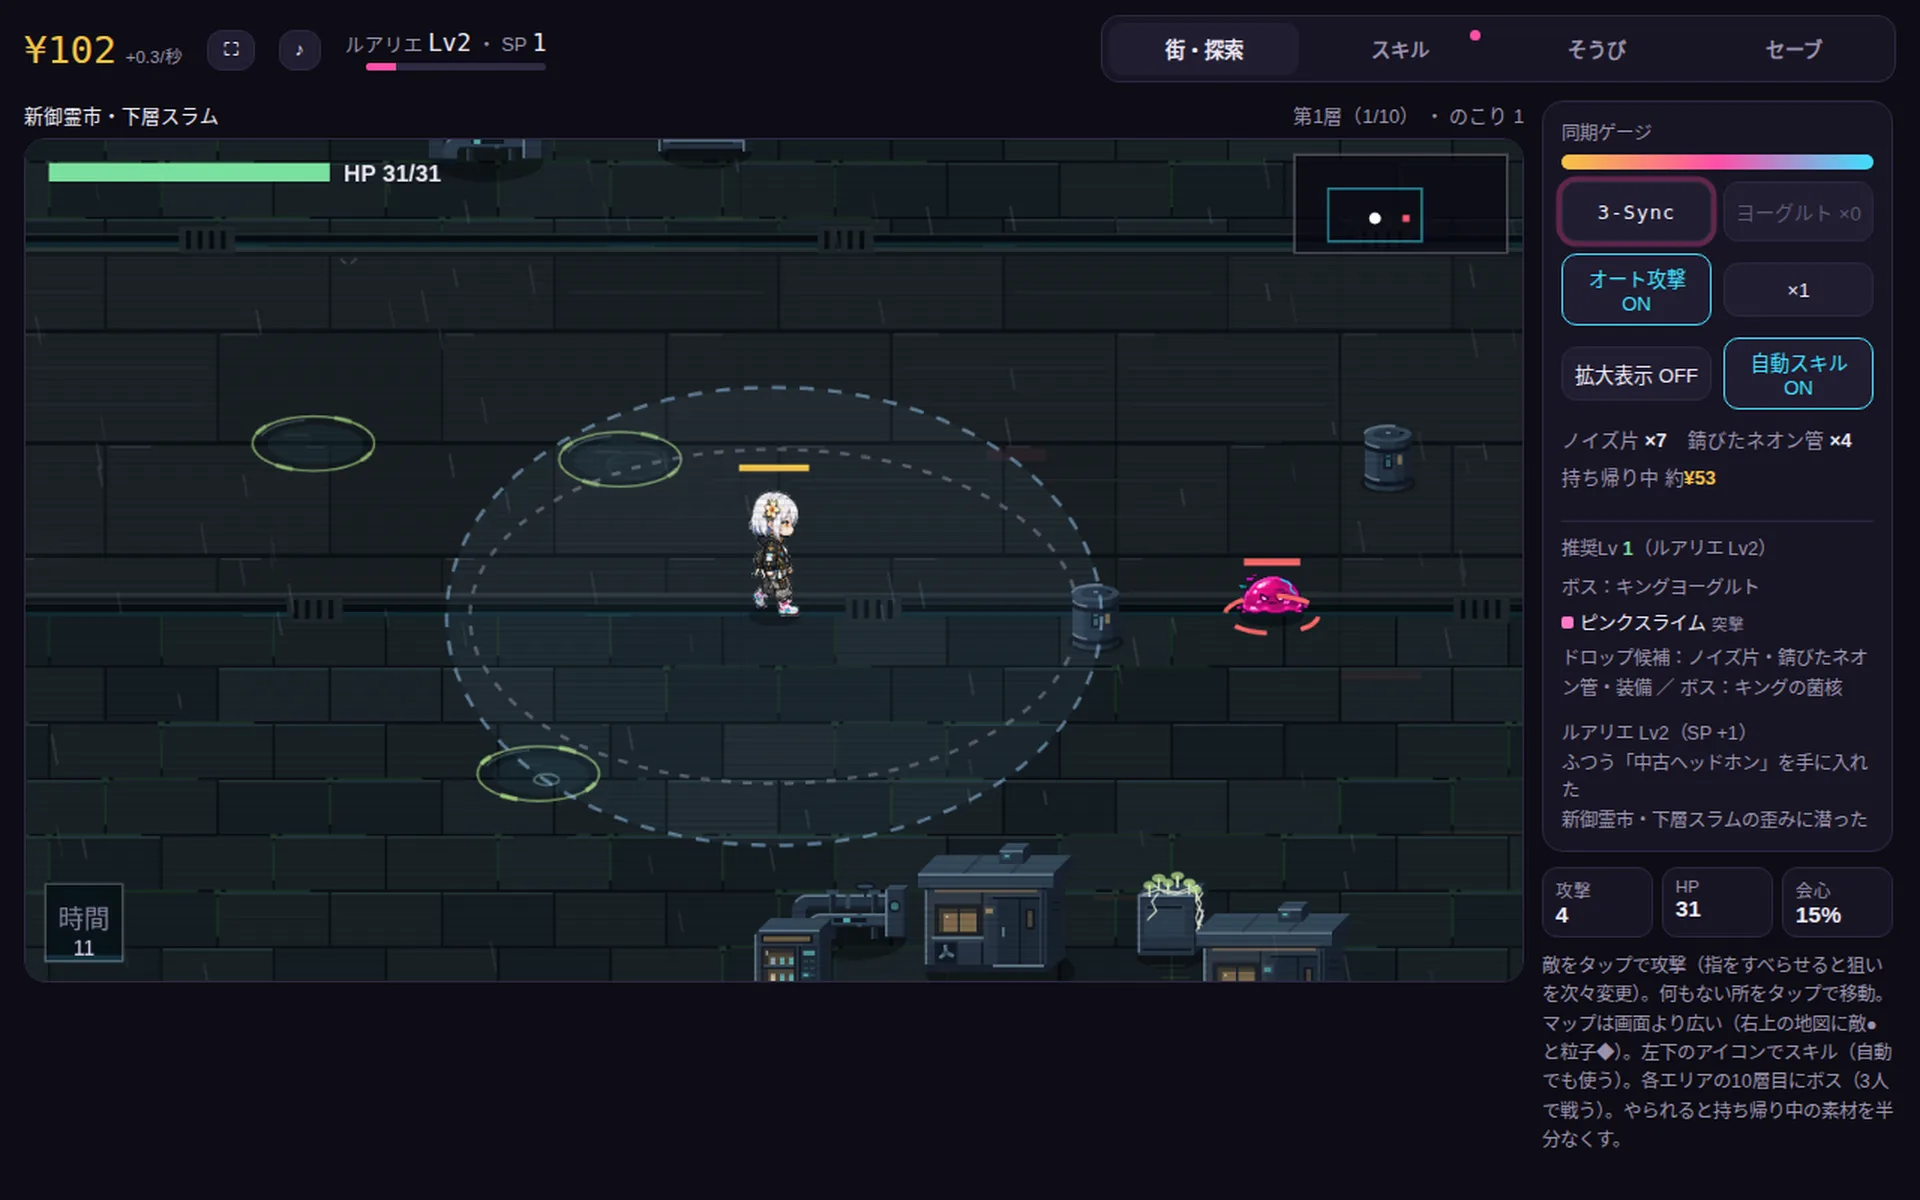 ¥102 +0.3/秒 ♪ ルアリエ Lv2 ・ SP 1
街・探索 スキル そうび セーブ
新御霊市・下層スラム
第1層（1/10） ・ のこり 1
HP 31/31
時間
11
同期ゲージ
3-Sync ヨーグルト ×0
オート攻撃
ON
×1
拡大表示 OFF
自動スキル
ON
ノイズ片 ×7 錆びたネオン管 ×4
持ち帰り中 約¥53
推奨Lv 1（ルアリエ Lv2）
ボス：キングヨーグルト
ピンクスライム 突撃
ドロップ候補：ノイズ片・錆びたネオ
ン管・装備 ／ ボス：キングの菌核
ルアリエ Lv2（SP +1）
ふつう「中古ヘッドホン」を手に入れ
た
新御霊市・下層スラムの歪みに潜った
攻撃
4
HP
31
会心
15%
敵をタップで攻撃（指をすべらせると狙い
を次々変更）。何もない所をタップで移動。
マップは画面より広い（右上の地図に敵●
と粒子◆）。左下のアイコンでスキル（自動
でも使う）。各エリアの10層目にボス（3人
で戦う）。やられると持ち帰り中の素材を半
分なくす。